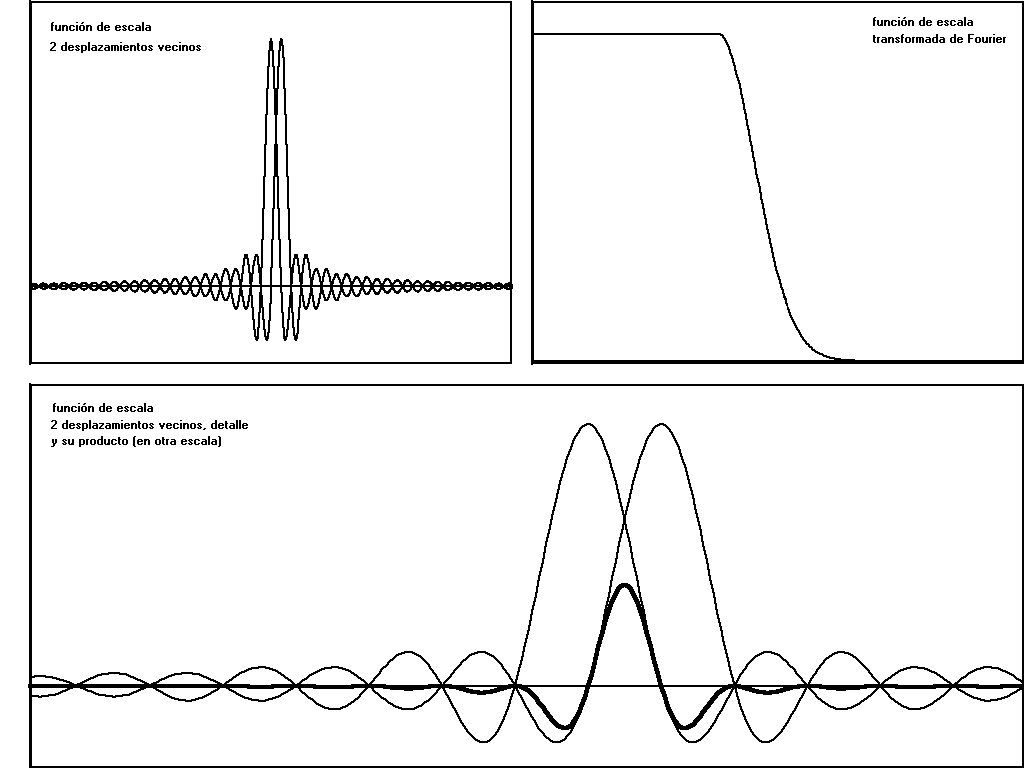 función de escala
2 desplazamientos vecinos
función de escala
transformada de Fourier
función de escala
2 desplazamientos vecinos, detalle
y su producto (en otra escala)